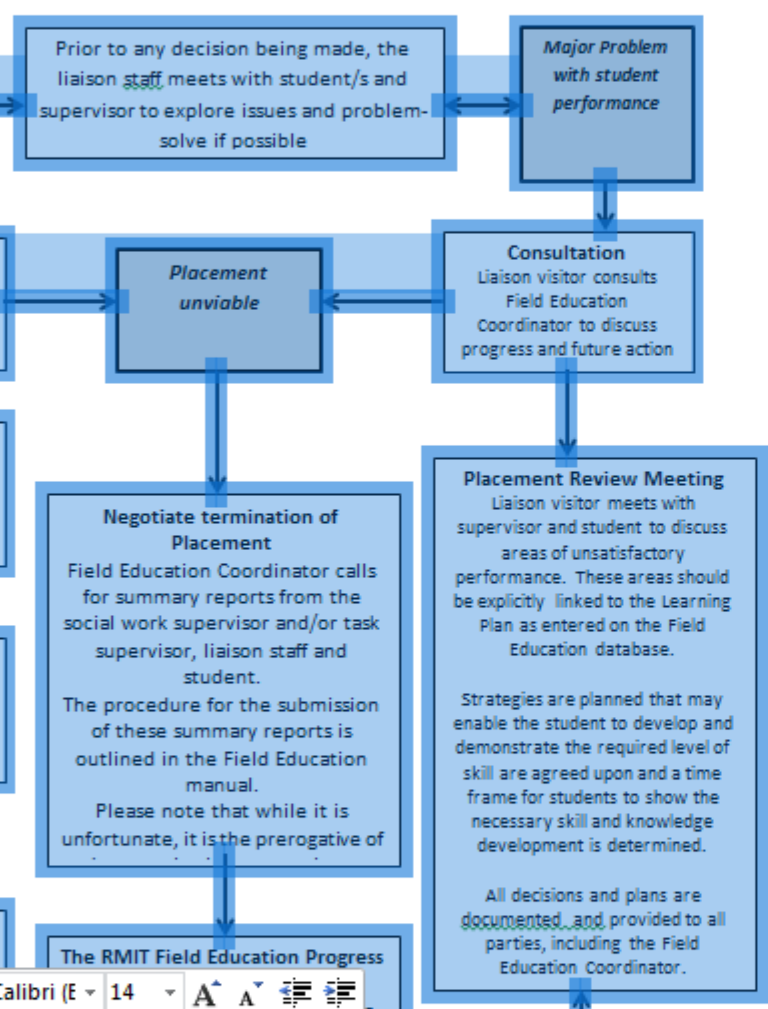 Prior to any decision being made, the
liaison staff meets with student/s and
supervisor to explore issues and problem-
solve if possible
Major Problem
with student
performance
Placement
unviable
Consultation
Liaison visitor consults
Field Education
Coordinator to discuss
progress and future action
Negotiate termination of
Placement
Field Education Coordinator calls
for summary reports from the
social work supervisor and/or task
supervisor, liaison staff and
student.
The procedure for the submission
of these summary reports is
outlined in the Field Education
manual.
Please note that while it is
unfortunate, it is the prerogative of
Placement Review Meeting
Liaison visitor meets with
supervisor and student to discuss
areas of unsatisfactory
performance. These areas should
be explicitly linked to the Learning
Plan as entered on the Field
Education database.
Strategies are planned that may
enable the student to develop and
demonstrate the required level of
skill are agreed upon and a time
frame for students to show the
necessary skill and knowledge
development is determined.
All decisions and plans are
documented and provided to all
parties, including the Field
Education Coordinator.
The RMIT Field Education Progress
Calibri (E 14 A A